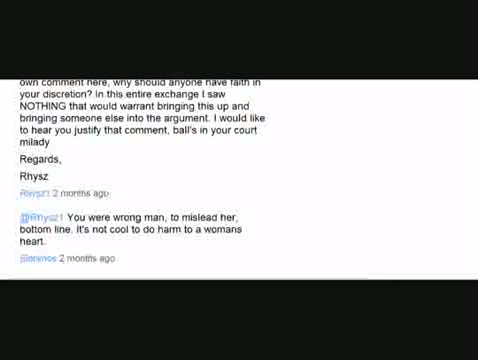 own comment here, why should anyone have faith in
your discretion? In this entire exchange I saw
NOTHING that would warrant bringing this up and
bringing someone else into the argument. I would like
to hear you justify that comment, ball's in your court
milady
Regards,
Rhysz
Rhysz1 2 months ago
@Rhysz1 You were wrong man, to mislead her,
bottom line. It's not cool to do harm to a womans
heart.
2 months ago